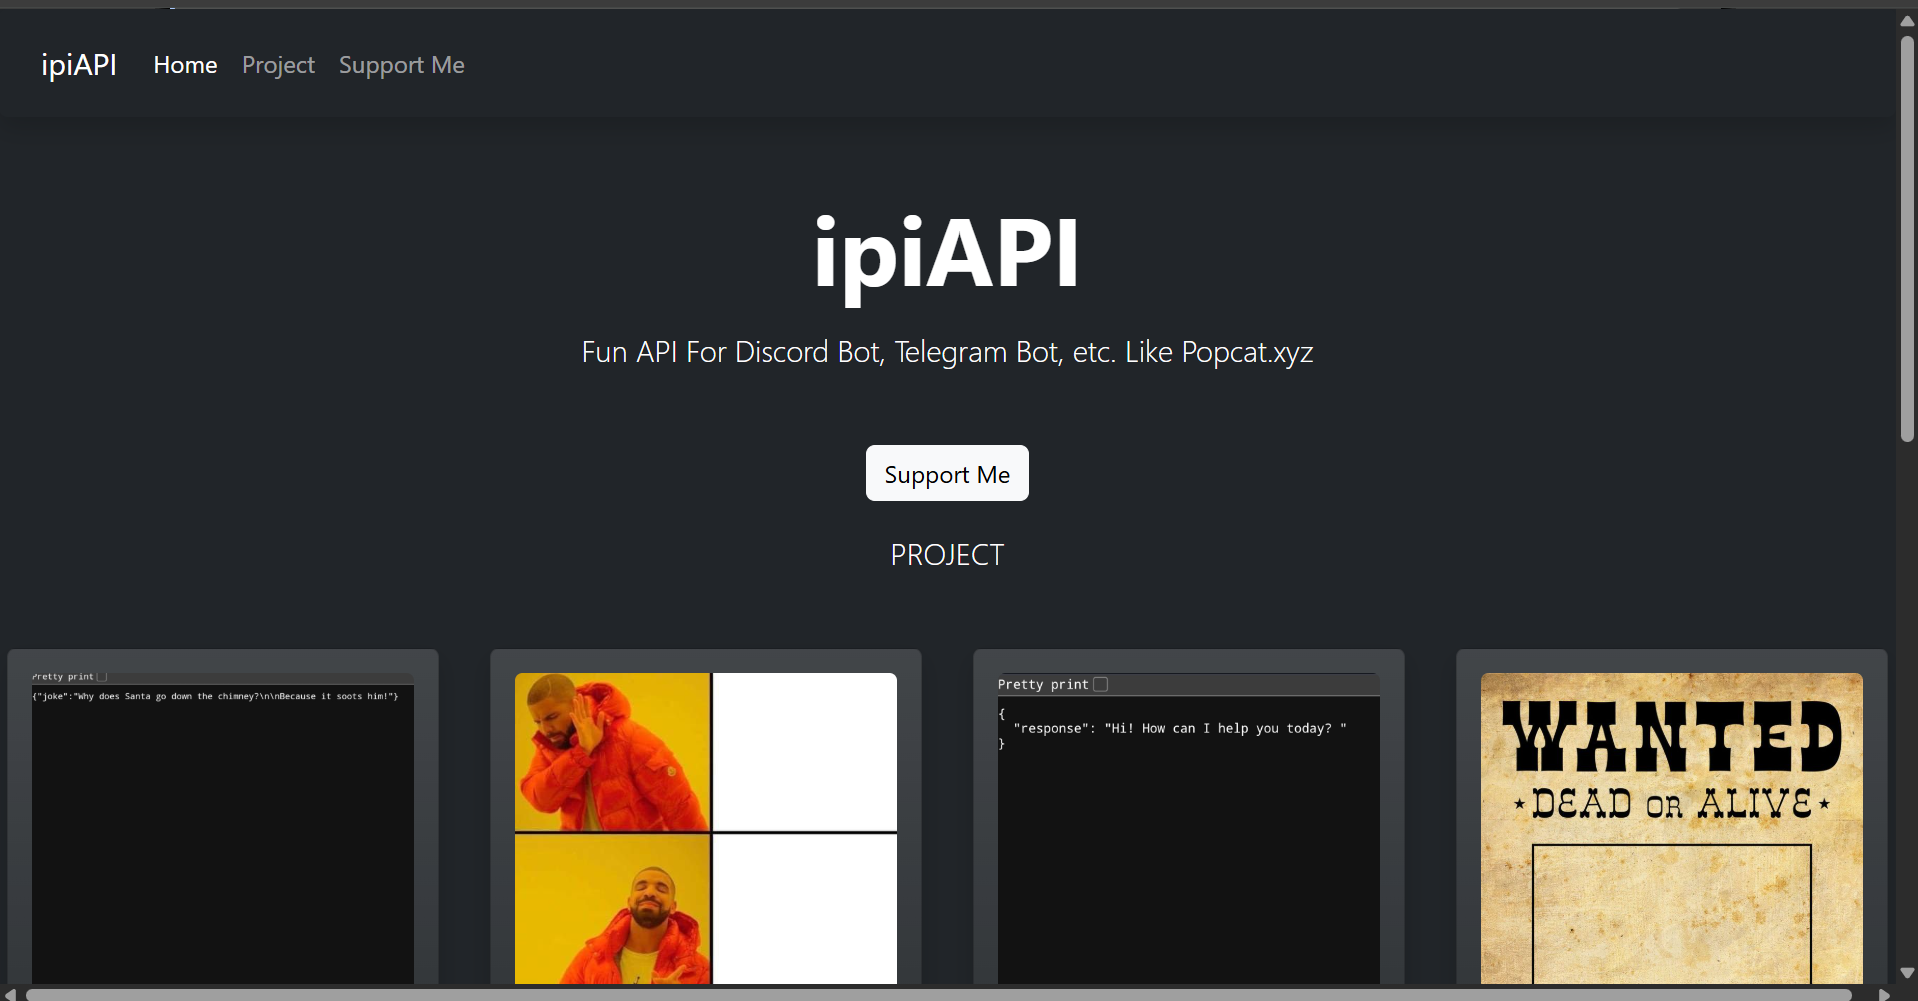 ipiAPI Home Project Support Me
ipiAPI
Fun API For Discord Bot, Telegram Bot, etc. Like Popcat.xyz
Support Me
PROJECT
Pretty print
{"joke":"Why does Santa go down the chimney?\n\nBecause it soots him!"}
Pretty print
{
"response": "Hi! How can I help you today? "
}
WANTED
DEAD OR ALIVE